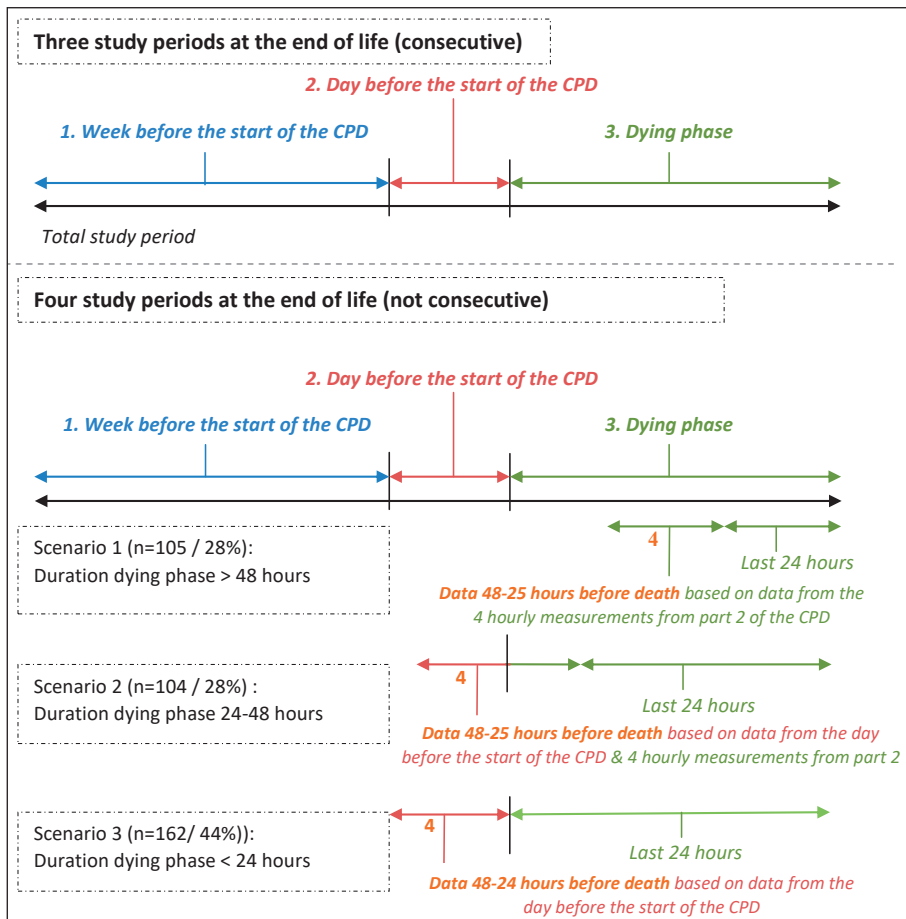 Three study periods at the end of life (consecutive)
2. Day before the start of the CPD
1. Week before the start of the CPD
3. Dying phase
Total study period
Four study periods at the end of life (not consecutive)
2. Day before the start of the CPD
1. Week before the start of the CPD
3. Dying phase
Scenario 1 (n=105 / 28%):
Duration dying phase > 48 hours
4
Last 24 hours
Data 48-25 hours before death based on data from the
4 hourly measurements from part 2 of the CPD
Scenario 2 (n=104 / 28%) :
Duration dying phase 24-48 hours
4
Last 24 hours
Data 48-25 hours before death based on data from the day
before the start of the CPD & 4 hourly measurements from part 2
Scenario 3 (n=162/ 44%)):
Duration dying phase < 24 hours
4
Last 24 hours
Data 48-24 hours before death based on data from the
day before the start of the CPD